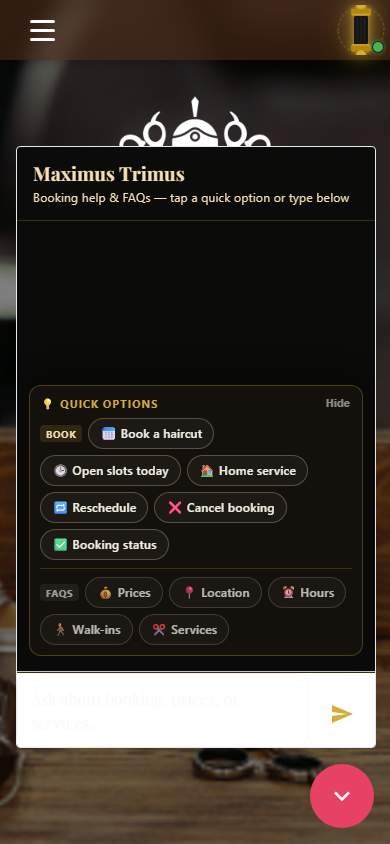 Maximus Trimus
Booking help & FAQs — tap a quick option or type below
QUICK OPTIONS
Hide
BOOK
Book a haircut
Open slots today
Home service
Reschedule
Cancel booking
Booking status
FAQS
Prices
Location
Hours
Walk-ins
Services
Ask about booking, prices, or
services...